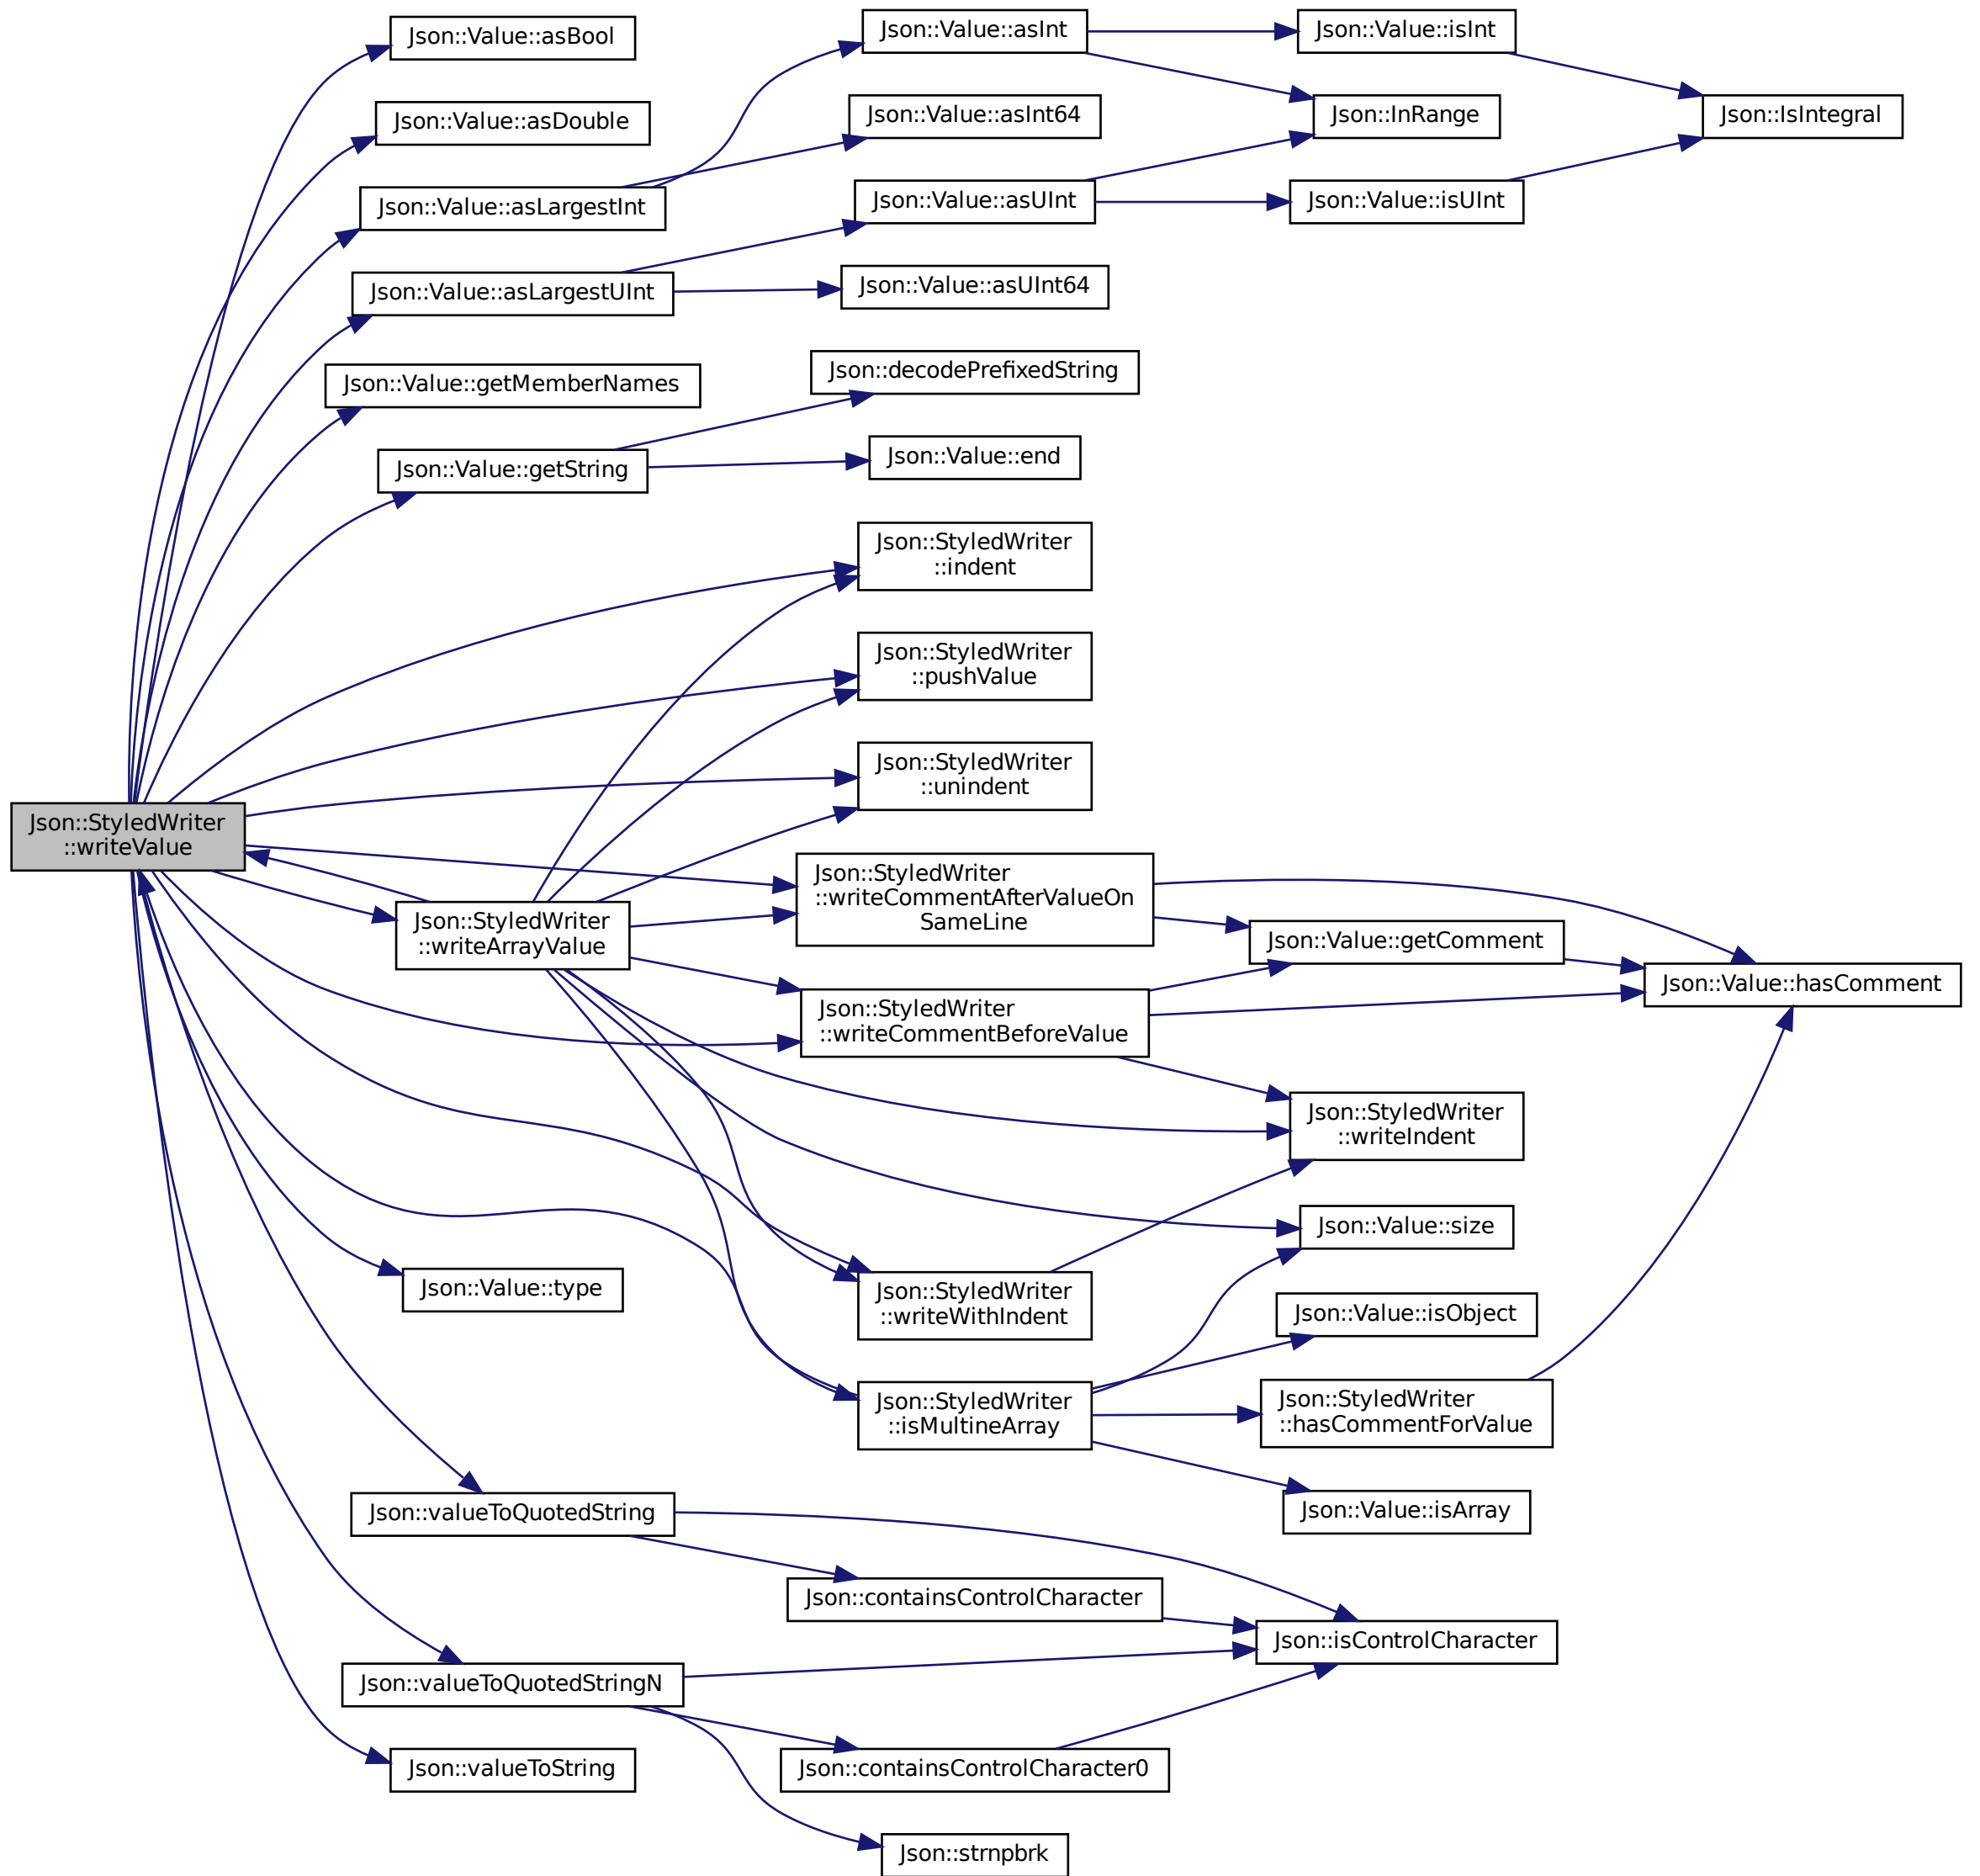 Json::Value::asBool
Json::Value::asDouble
Json::Value::asLargestInt
Json::Value::asLargestUInt
Json::Value::getMemberNames
Json::Value::getString
Json::Value::asInt
Json::Value::asInt64
Json::Value::asUInt
Json::Value::asUInt64
Json::Value::isInt
Json::InRange
Json::Value::isUInt
Json::IsIntegral
Json::decodePrefixedString
Json::Value::end
Json::StyledWriter
::indent
Json::StyledWriter
::pushValue
Json::StyledWriter
::unindent
Json::StyledWriter
::writeValue
Json::StyledWriter
::writeArrayValue
Json::StyledWriter
::writeCommentAfterValueOn
SameLine
Json::StyledWriter
::writeCommentBeforeValue
Json::Value::getComment
Json::Value::hasComment
Json::StyledWriter
::writeIndent
Json::Value::size
Json::Value::type
Json::StyledWriter
::writeWithIndent
Json::Value::isObject
Json::StyledWriter
::isMultineArray
Json::StyledWriter
::hasCommentForValue
Json::Value::isArray
Json::valueToQuotedString
Json::containsControlCharacter
Json::isControlCharacter
Json::valueToQuotedStringN
Json::valueToString
Json::containsControlCharacter0
Json::strnpbrk